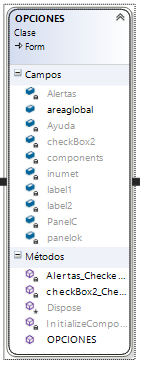 OPCIONES
Clase
Form
Campos
Alertas
areaglobal
Ayuda
checkBox2
components
inumet
label1
label2
PanelC
panelok
Métodos
Alertas_Checke...
checkBox2_Che...
Dispose
InitializeCompo...
OPCIONES